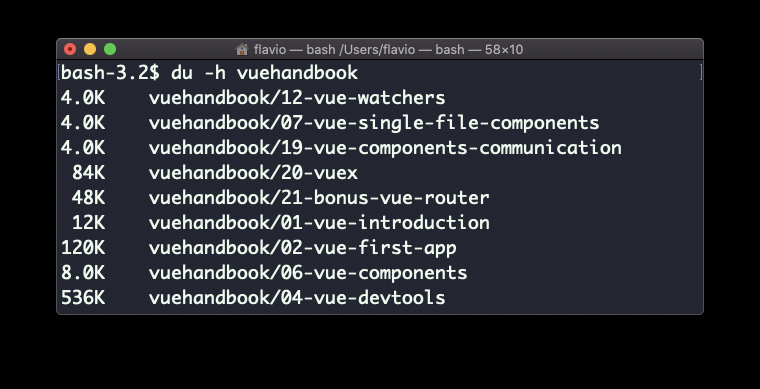 flavio — bash /Users/flavio — bash — 58×10
bash-3.2$ du -h vuehandbook
4.0K    vuehandbook/12-vue-watchers
4.0K    vuehandbook/07-vue-single-file-components
4.0K    vuehandbook/19-vue-components-communication
 84K    vuehandbook/20-vuex
 48K    vuehandbook/21-bonus-vue-router
 12K    vuehandbook/01-vue-introduction
120K    vuehandbook/02-vue-first-app
8.0K    vuehandbook/06-vue-components
536K    vuehandbook/04-vue-devtools